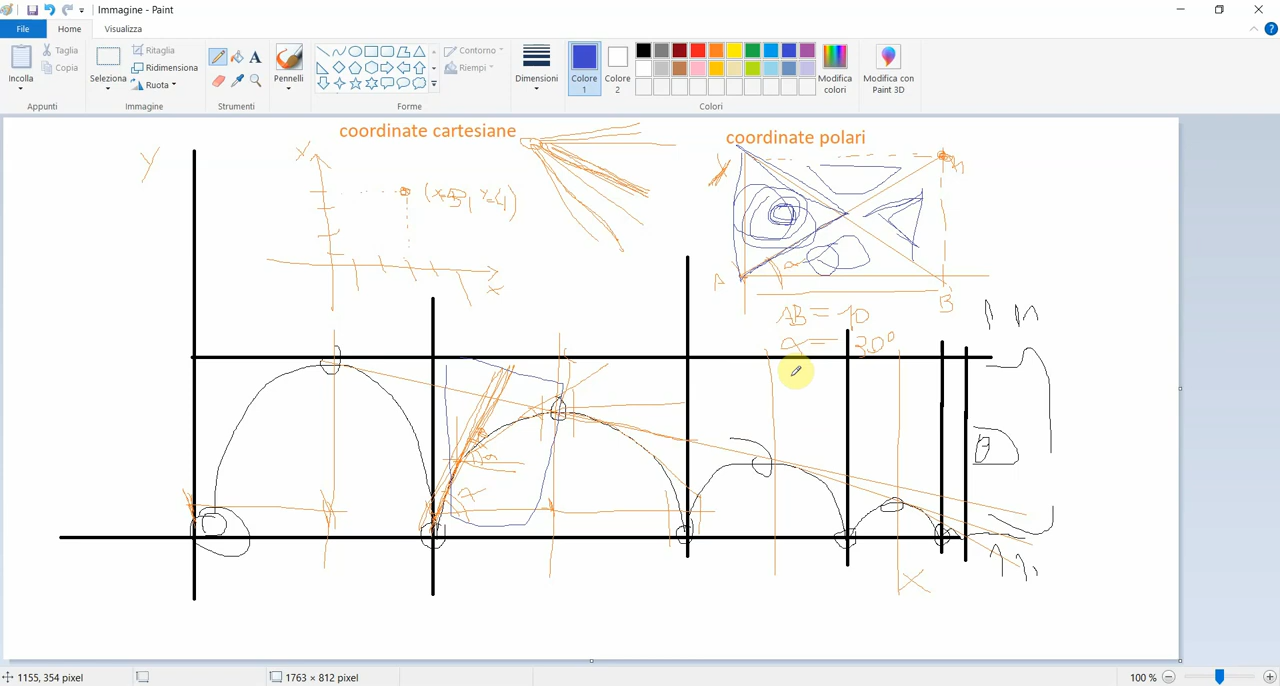 Immagine - Paint
File Home Visualizza
Incolla
Taglia
Copia
Appunti
Seleziona
Ritaglia
Ridimensiona
Ruota
Immagine
A
Strumenti
Pennelli
Forme
Contorno
Riempi
Dimensioni
Colore 1
Colore 2
Modifica colori
Colori
Modifica con Paint 3D
coordinate cartesiane
coordinate polari
Y
X
A
B
AB = 10
α = 30°
X
1155, 354 pixel
1763 × 812 pixel
100 %